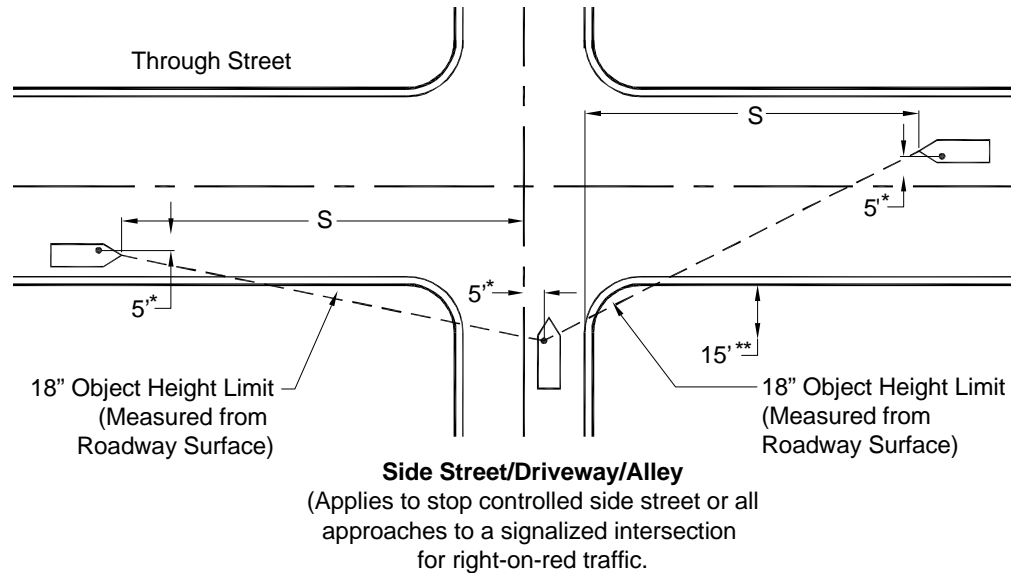 Through Street
S
5'*
S
5'*
5'*
15' **
18” Object Height Limit
(Measured from
Roadway Surface)
18” Object Height Limit
(Measured from
Roadway Surface)
Side Street/Driveway/Alley
(Applies to stop controlled side street or all
approaches to a signalized intersection
for right-on-red traffic.